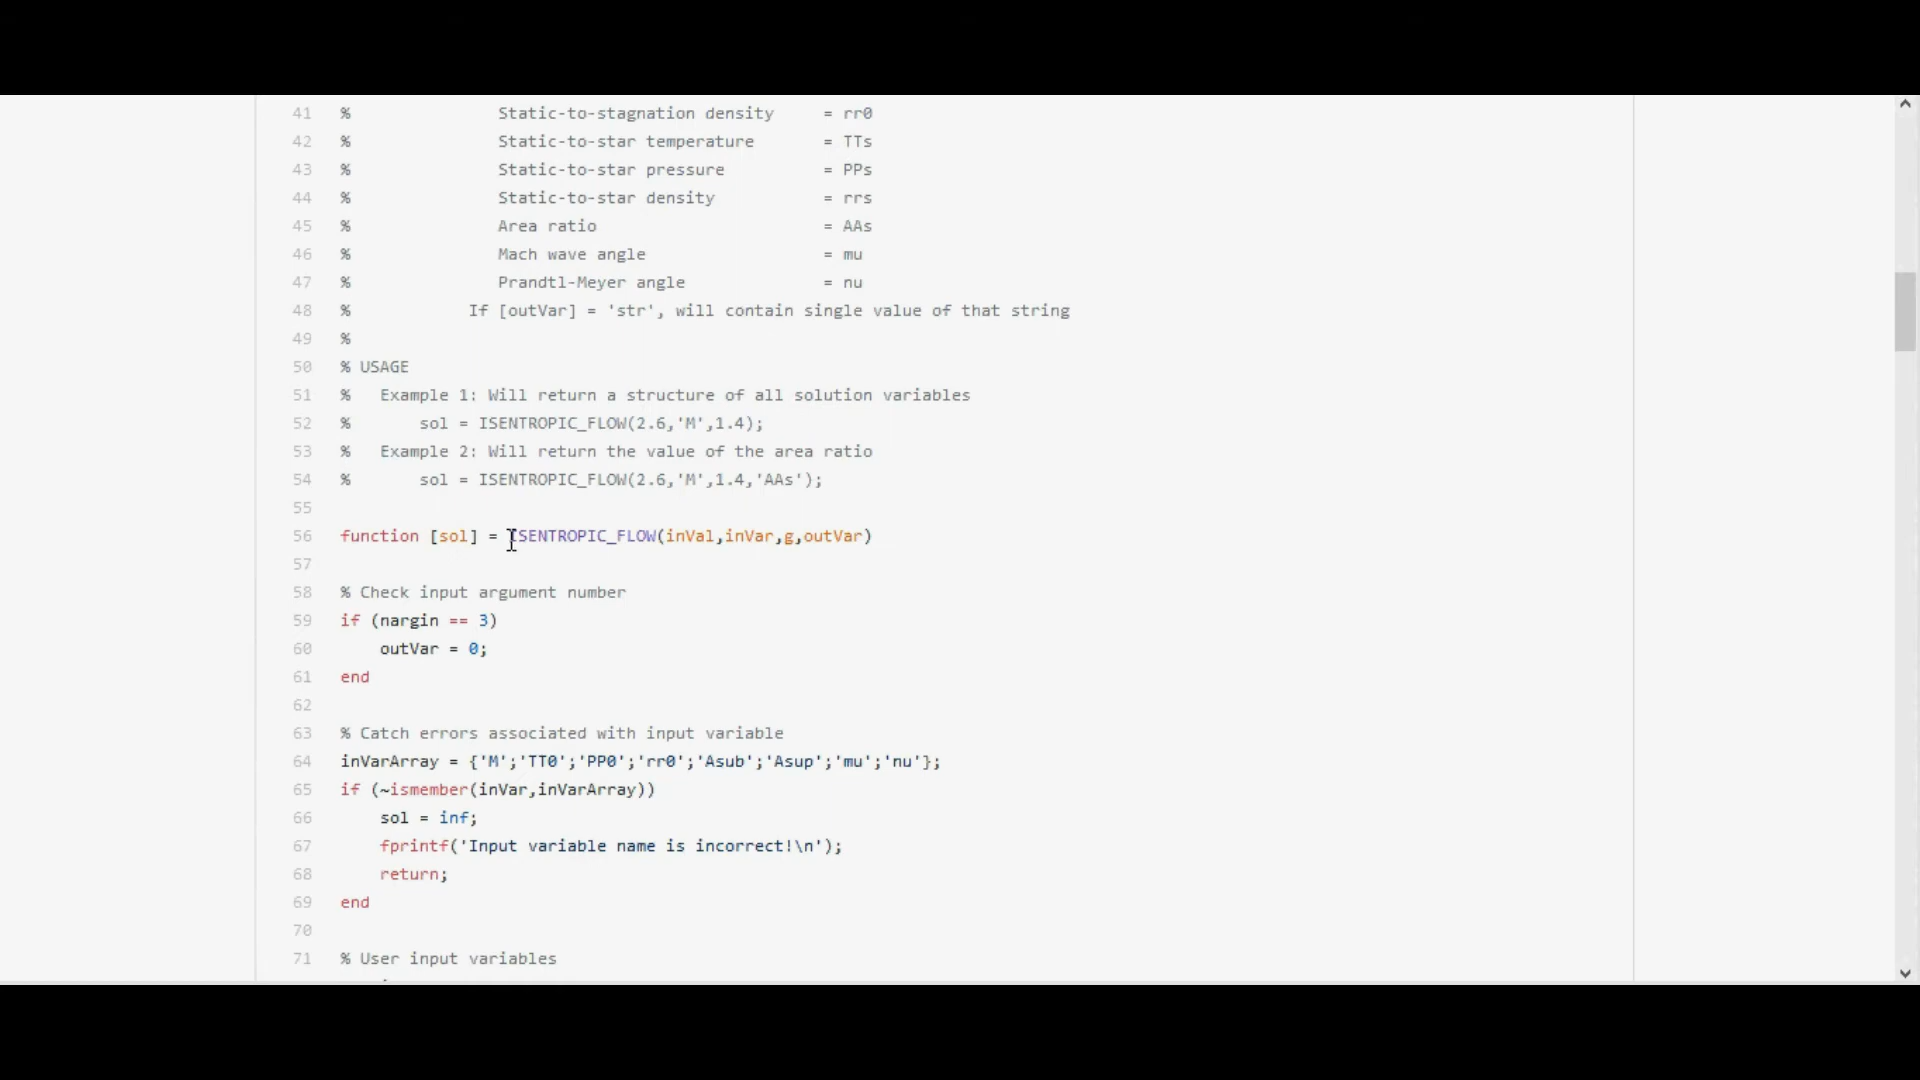 41 % Static-to-stagnation density = rr0
42 % Static-to-star temperature = TTs
43 % Static-to-star pressure = PPs
44 % Static-to-star density = rrs
45 % Area ratio = AAs
46 % Mach wave angle = mu
47 % Prandtl-Meyer angle = nu
48 % If [outVar] = 'str', will contain single value of that string
49 %
50 % USAGE
51 % Example 1: Will return a structure of all solution variables
52 % sol = ISENTROPIC_FLOW(2.6,'M',1.4);
53 % Example 2: Will return the value of the area ratio
54 % sol = ISENTROPIC_FLOW(2.6,'M',1.4,'AAs');
55
56 function [sol] = ISENTROPIC_FLOW(inVal,inVar,g,outVar)
57
58 % Check input argument number
59 if (nargin == 3)
60 outVar = 0;
61 end
62
63 % Catch errors associated with input variable
64 inVarArray = {'M';'TT0';'PP0';'rr0';'Asub';'Asup';'mu';'nu'};
65 if (~ismember(inVar,inVarArray))
66 sol = inf;
67 fprintf('Input variable name is incorrect!\n');
68 return;
69 end
70
71 % User input variables